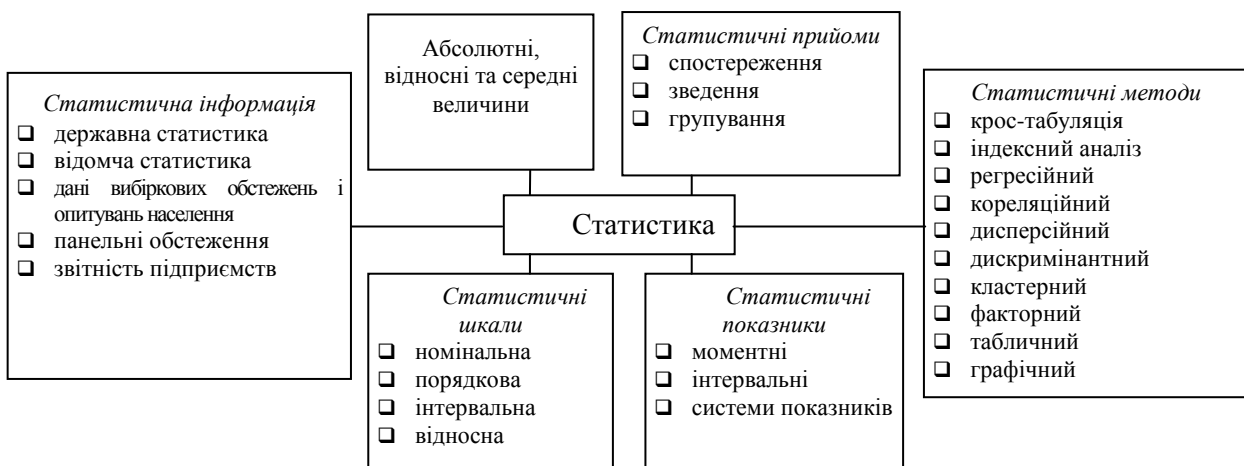 Статистична інформація
❑ державна статистика
❑ відомча статистика
❑ дані вибіркових обстежень і
опитувань населення
❑ панельні обстеження
❑ звітність підприємств
Абсолютні,
відносні та середні
величини
Статистичні прийоми
❑ спостереження
❑ зведення
❑ групування
Статистичні методи
❑ крос-табуляція
❑ індексний аналіз
❑ регресійний
❑ кореляційний
❑ дисперсійний
❑ дискримінантний
❑ кластерний
❑ факторний
❑ табличний
❑ графічний
Статистика
Статистичні
шкали
❑ номінальна
❑ порядкова
❑ інтервальна
❑ відносна
Статистичні
показники
❑ моментні
❑ інтервальні
❑ системи показників